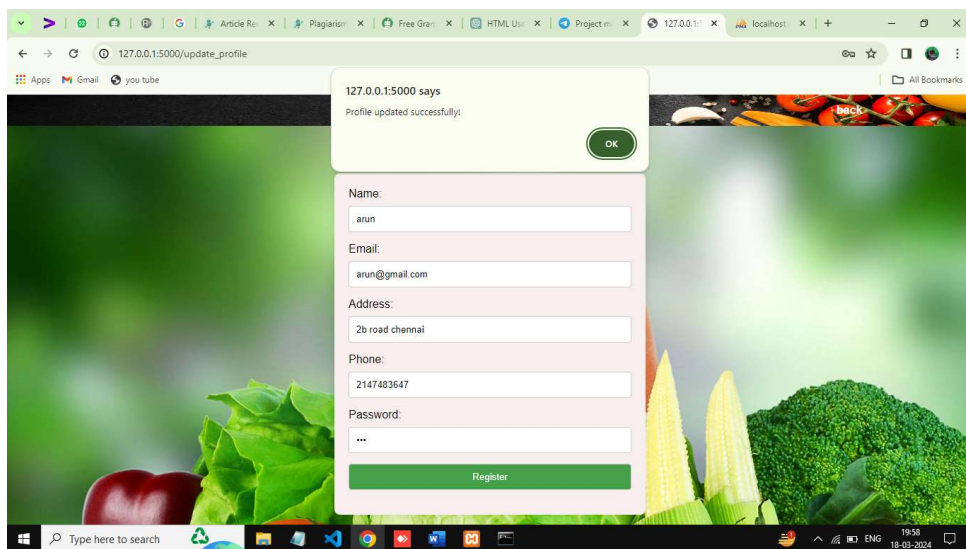 Article Re
Plagiarism
Free Gram
HTML Use
Project m
127.0.0.1:
localhost
127.0.0.1:5000/update_profile
Apps
Gmail
you tube
All Bookmarks
127.0.0.1:5000 says
Profile updated successfully!
OK
back
Name:
arun
Email:
arun@gmail.com
Address:
2b road chennai
Phone:
2147483647
Password:
•••
Register
Type here to search
ENG
19:58
18-03-2024